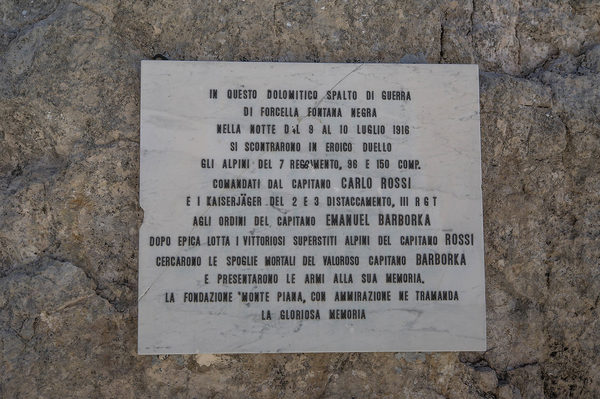 IN QUESTO DOLOMITICO SPALTO DI GUERRA
DI FORCELLA FONTANA NEGRA
NELLA NOTTE DAL 9 AL 10 LUGLIO 1916
SI SCONTRARONO IN EROICO DUELLO
GLI ALPINI DEL 7 REGGIMENTO, 96 E 150 COMP.
COMANDATI DAL CAPITANO CARLO ROSSI
E I KAISERJÄGER DEL 2 E 3 DISTACCAMENTO, III RGT
AGLI ORDINI DEL CAPITANO EMANUEL BARBORKA
DOPO EPICA LOTTA I VITTORIOSI SUPERSTITI ALPINI DEL CAPITANO ROSSI
CERCARONO LE SPOGLIE MORTALI DEL VALOROSO CAPITANO BARBORKA
E PRESENTARONO LE ARMI ALLA SUA MEMORIA.
LA FONDAZIONE "MONTE PIANA, CON AMMIRAZIONE NE TRAMANDA
LA GLORIOSA MEMORIA